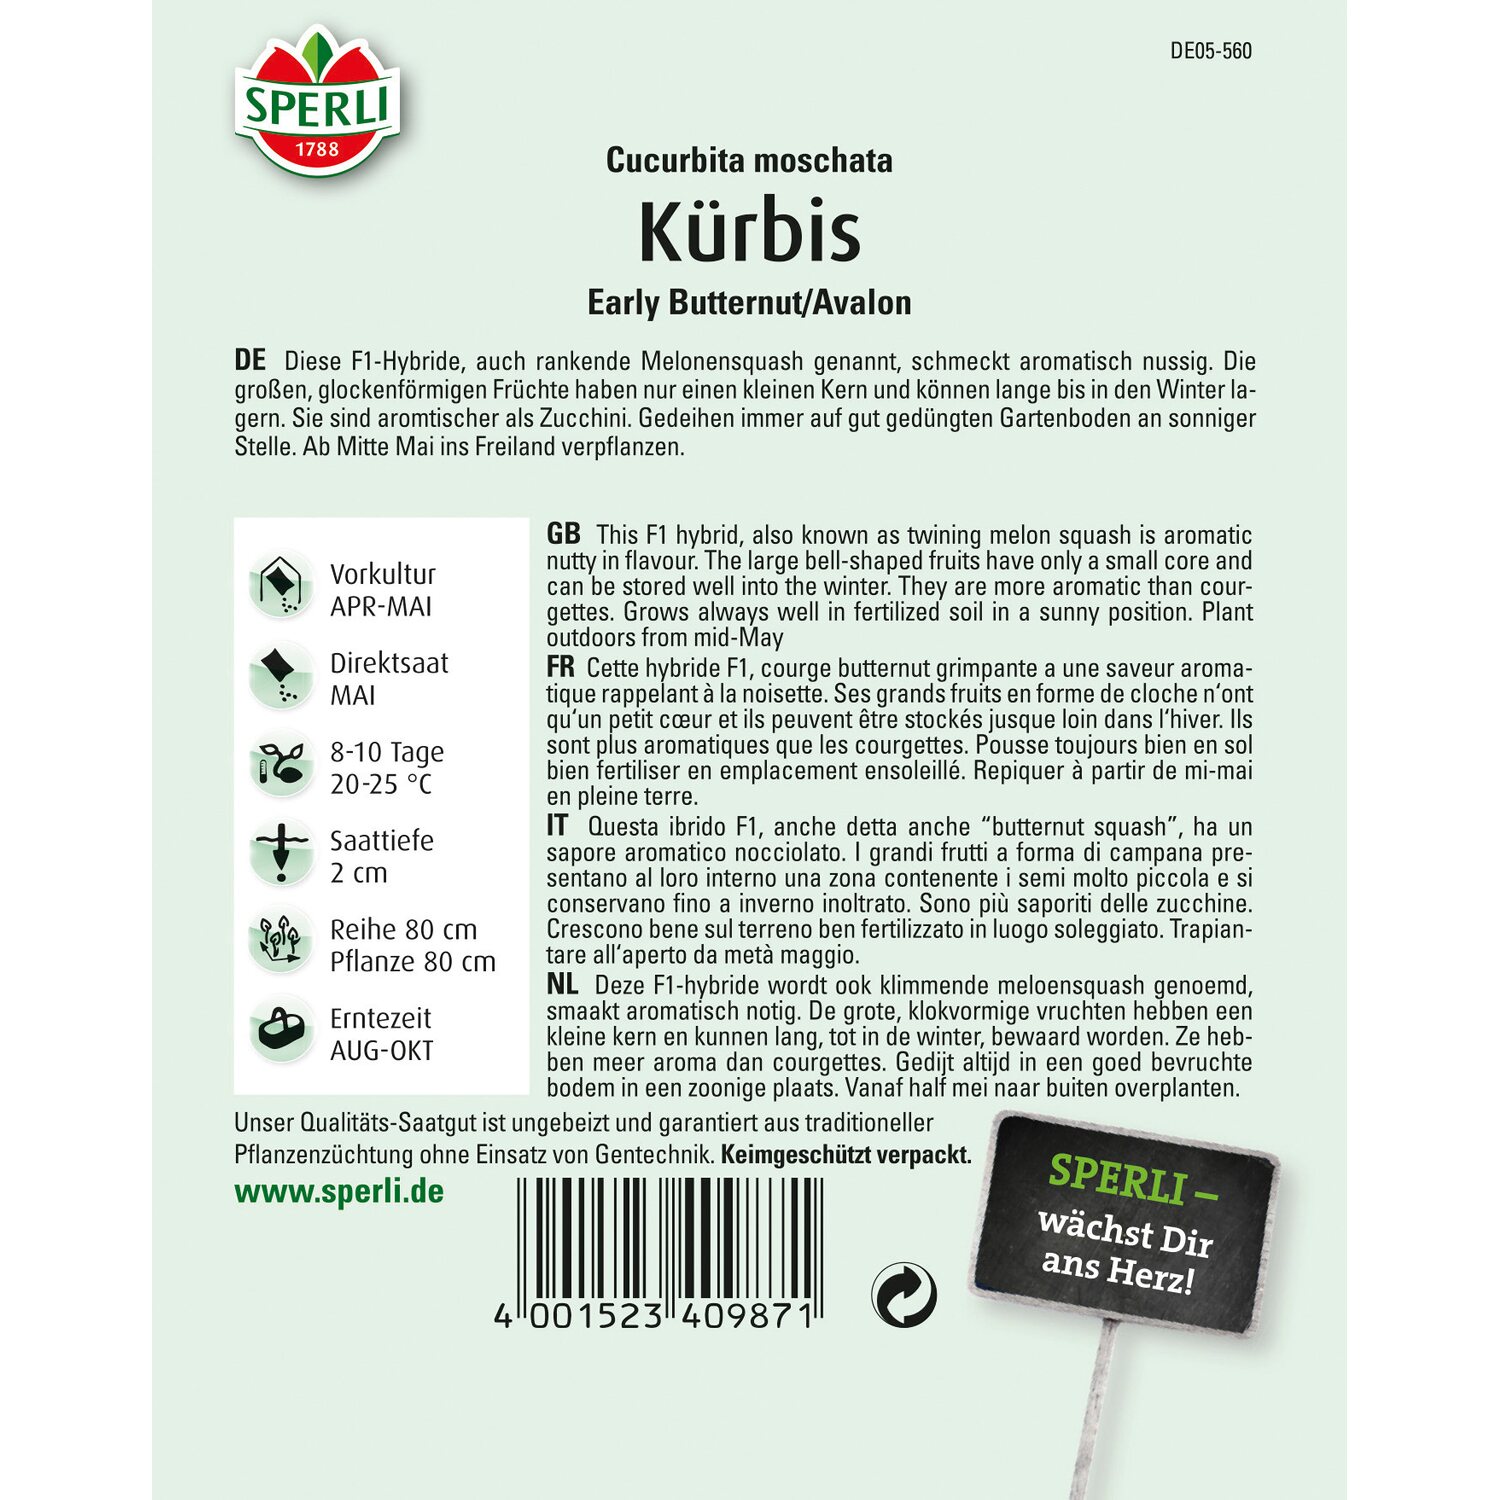 SPERLI
1788
DE05-560
Cucurbita moschata
Kürbis
Early Butternut/Avalon
DE Diese F1-Hybride, auch rankende Melonensquash genannt, schmeckt aromatisch nussig. Die
großen, glockenförmigen Früchte haben nur einen kleinen Kern und können lange bis in den Winter la-
gern. Sie sind aromtischer als Zucchini. Gedeihen immer auf gut gedüngten Gartenboden an sonniger
Stelle. Ab Mitte Mai ins Freiland verpflanzen.
Vorkultur
APR-MAI
Direktsaat
MAI
8-10 Tage
20-25 °C
Saattiefe
2 cm
Reihe 80 cm
Pflanze 80 cm
Erntezeit
AUG-OKT
GB This F1 hybrid, also known as twining melon squash is aromatic
nutty in flavour. The large bell-shaped fruits have only a small core and
can be stored well into the winter. They are more aromatic than cour-
gettes. Grows always well in fertilized soil in a sunny position. Plant
outdoors from mid-May
FR Cette hybride F1, courge butternut grimpante a une saveur aroma-
tique rappelant à la noisette. Ses grands fruits en forme de cloche n‘ont
qu‘un petit cœur et ils peuvent être stockés jusque loin dans l‘hiver. Ils
sont plus aromatiques que les courgettes. Pousse toujours bien en sol
bien fertiliser en emplacement ensoleillé. Repiquer à partir de mi-mai
en pleine terre.
IT Questa ibrido F1, anche detta anche “butternut squash”, ha un
sapore aromatico nocciolato. I grandi frutti a forma di campana pre-
sentano al loro interno una zona contenente i semi molto piccola e si
conservano fino a inverno inoltrato. Sono più saporiti delle zucchine.
Crescono bene sul terreno ben fertilizzato in luogo soleggiato. Trapian-
tare all‘aperto da metà maggio.
NL Deze F1-hybride wordt ook klimmende meloensquash genoemd,
smaakt aromatisch notig. De grote, klokvormige vruchten hebben een
kleine kern en kunnen lang, tot in de winter, bewaard worden. Ze heb-
ben meer aroma dan courgettes. Gedijt altijd in een goed bevruchte
bodem in een zoonige plaats. Vanaf half mei naar buiten overplanten.
Unser Qualitäts-Saatgut ist ungebeizt und garantiert aus traditioneller
Pflanzenzüchtung ohne Einsatz von Gentechnik. Keimgeschützt verpackt.
www.sperli.de
4 001523 409871
SPERLI –
wächst Dir
ans Herz!